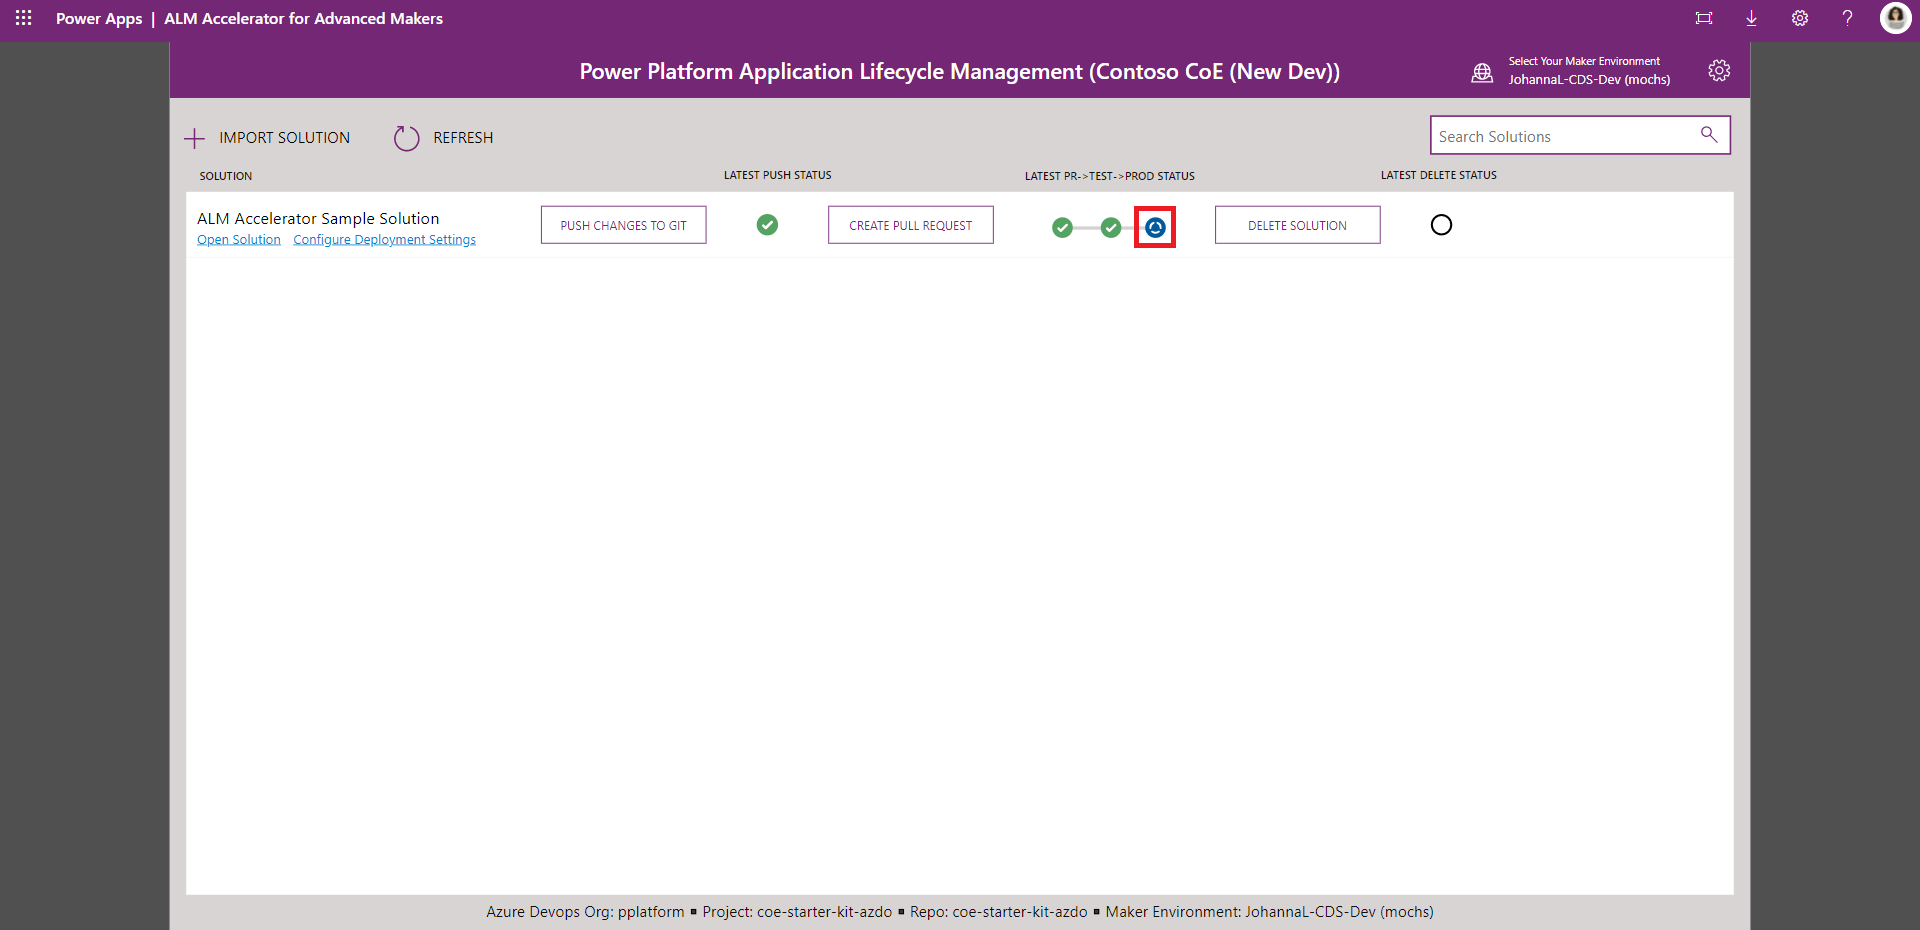 Power Apps | ALM Accelerator for Advanced Makers
Power Platform Application Lifecycle Management (Contoso CoE (New Dev))
Select Your Maker Environment
JohannaL-CDS-Dev (mochs)
IMPORT SOLUTION
REFRESH
Search Solutions
SOLUTION
LATEST PUSH STATUS
LATEST PR->TEST->PROD STATUS
LATEST DELETE STATUS
ALM Accelerator Sample Solution
Open Solution
Configure Deployment Settings
PUSH CHANGES TO GIT
CREATE PULL REQUEST
DELETE SOLUTION
Azure Devops Org: pplatform ▪ Project: coe-starter-kit-azdo ▪ Repo: coe-starter-kit-azdo ▪ Maker Environment: JohannaL-CDS-Dev (mochs)